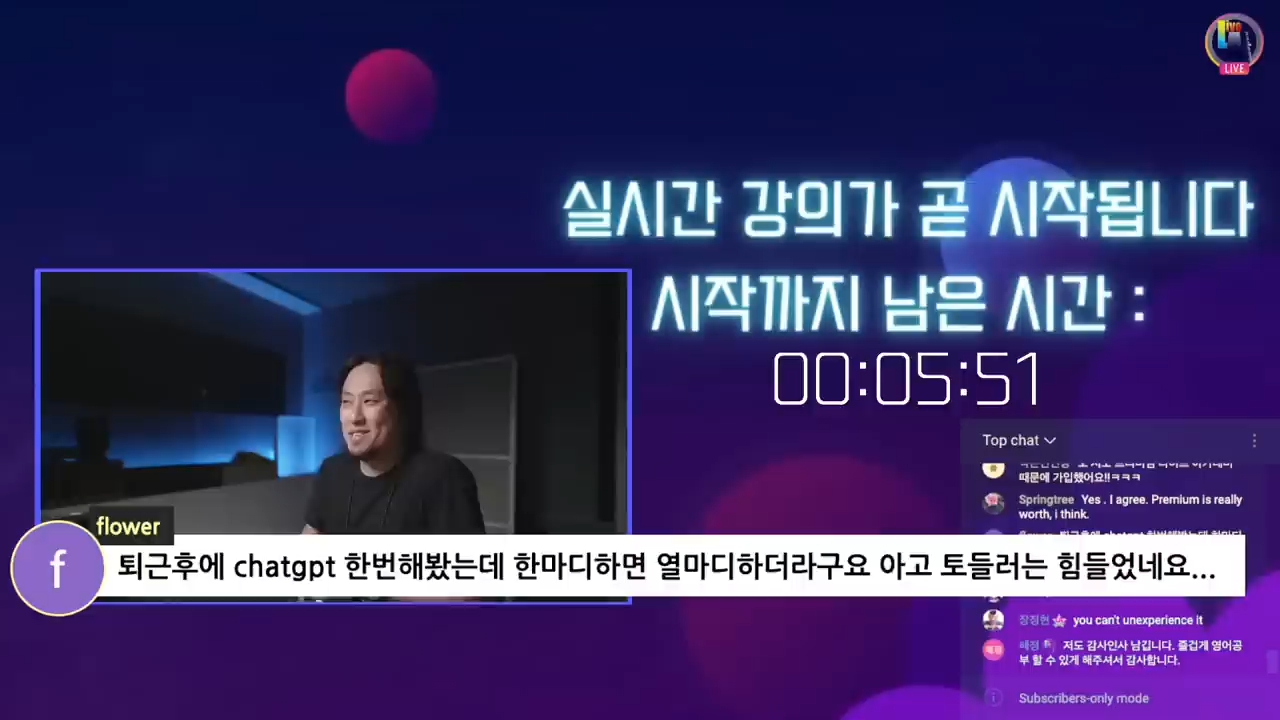 Live
LIVE
실시간 강의가 곧 시작됩니다
시작까지 남은 시간 :
00:05:51
flower
f
퇴근후에 chatgpt 한번해봤는데 한마디하면 열마디하더라구요 아고 토들러는 힘들었네요...
Top chat
때문에 가입했어요!!ㅋㅋㅋ
Springtree Yes . I agree. Premium is really
worth, i think.
장정현 you can't unexperience it
혜정 저도 감사인사 남깁니다. 즐겁게 영어공
부 할 수 있게 해주셔서 감사합니다.
Subscribers-only mode